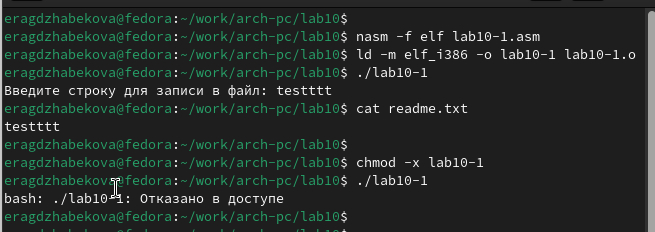 eragdzhabekova@fedora:~/work/arch-pc/lab10$
eragdzhabekova@fedora:~/work/arch-pc/lab10$ nasm -f elf lab10-1.asm
eragdzhabekova@fedora:~/work/arch-pc/lab10$ ld -m elf_i386 -o lab10-1 lab10-1.o
eragdzhabekova@fedora:~/work/arch-pc/lab10$ ./lab10-1
Введите строку для записи в файл: testttt
eragdzhabekova@fedora:~/work/arch-pc/lab10$ cat readme.txt
testttt
eragdzhabekova@fedora:~/work/arch-pc/lab10$
eragdzhabekova@fedora:~/work/arch-pc/lab10$ chmod -x lab10-1
eragdzhabekova@fedora:~/work/arch-pc/lab10$ ./lab10-1
bash: ./lab10-1: Отказано в доступе
eragdzhabekova@fedora:~/work/arch-pc/lab10$